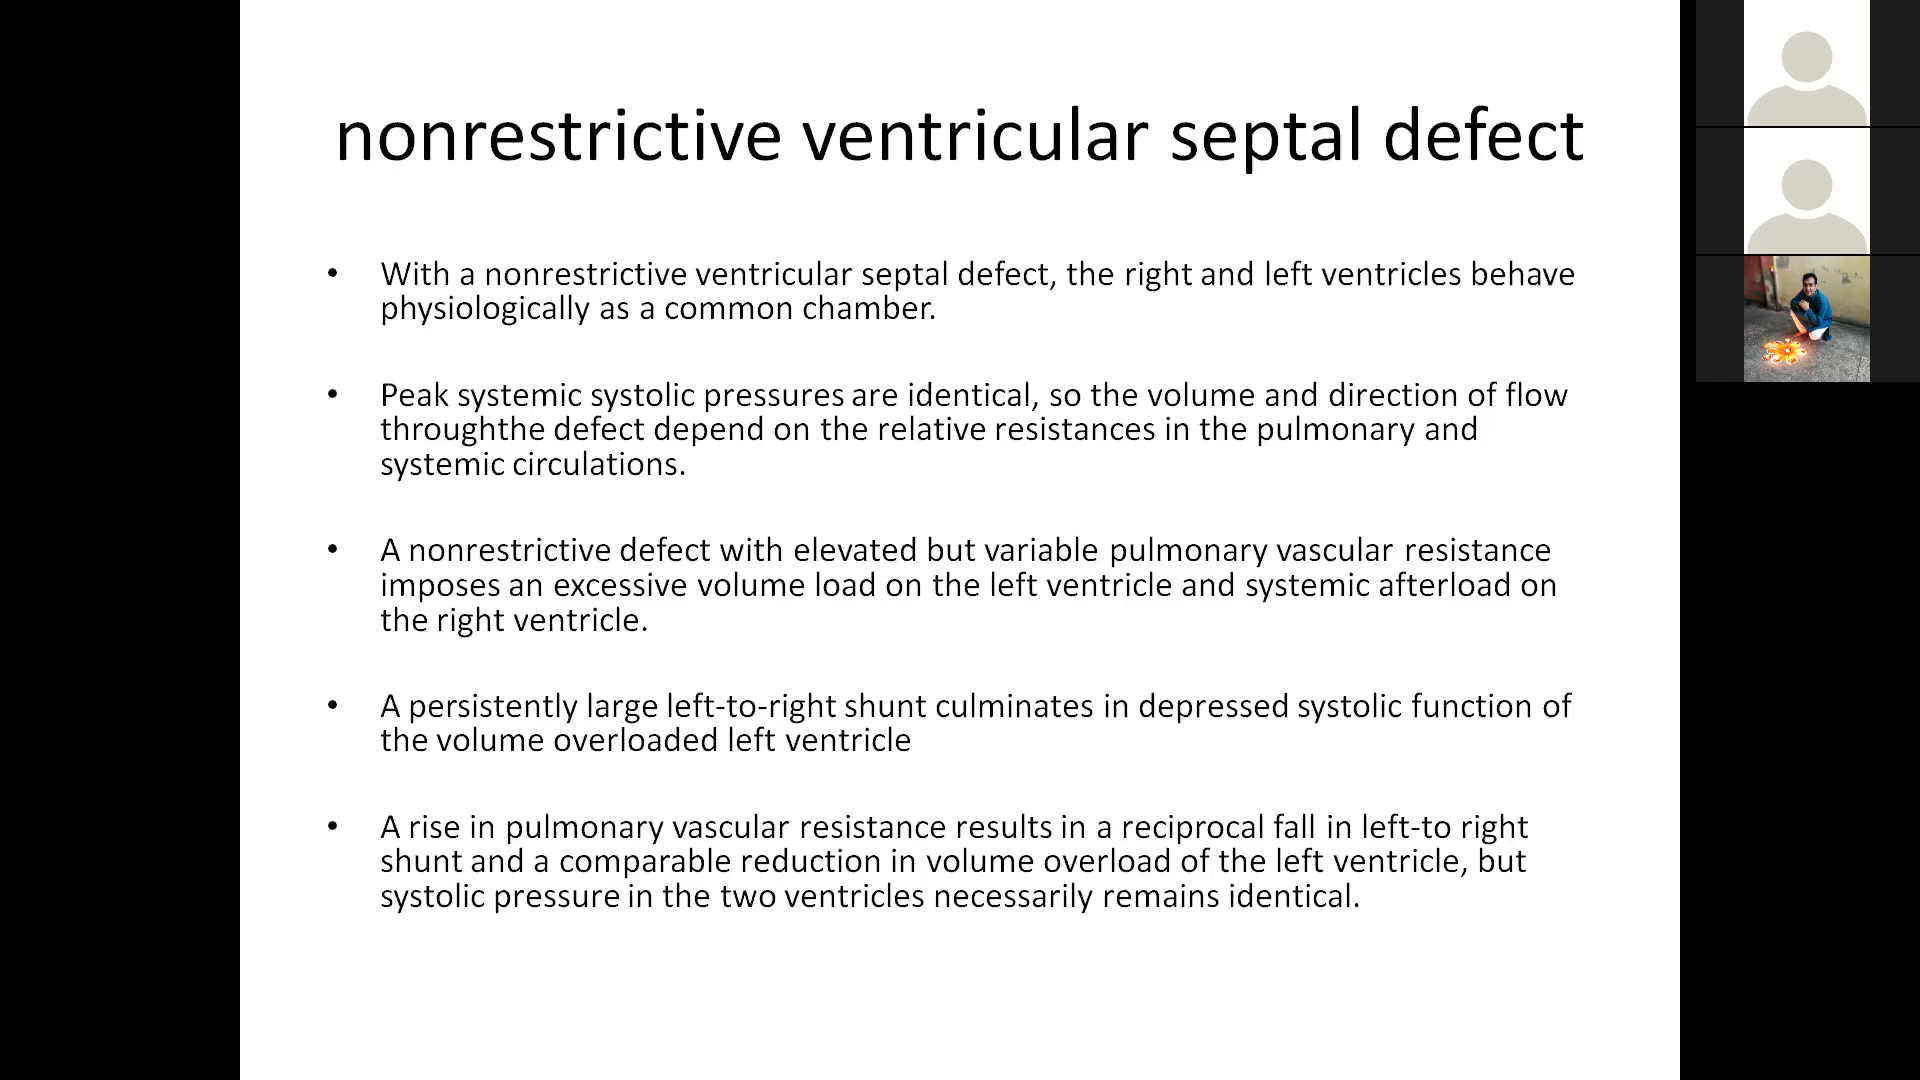 nonrestrictive ventricular septal defect
• With a nonrestrictive ventricular septal defect, the right and left ventricles behave
physiologically as a common chamber.
• Peak systemic systolic pressures are identical, so the volume and direction of flow
throughthe defect depend on the relative resistances in the pulmonary and
systemic circulations.
• A nonrestrictive defect with elevated but variable pulmonary vascular resistance
imposes an excessive volume load on the left ventricle and systemic afterload on
the right ventricle.
• A persistently large left-to-right shunt culminates in depressed systolic function of
the volume overloaded left ventricle
• A rise in pulmonary vascular resistance results in a reciprocal fall in left-to right
shunt and a comparable reduction in volume overload of the left ventricle, but
systolic pressure in the two ventricles necessarily remains identical.